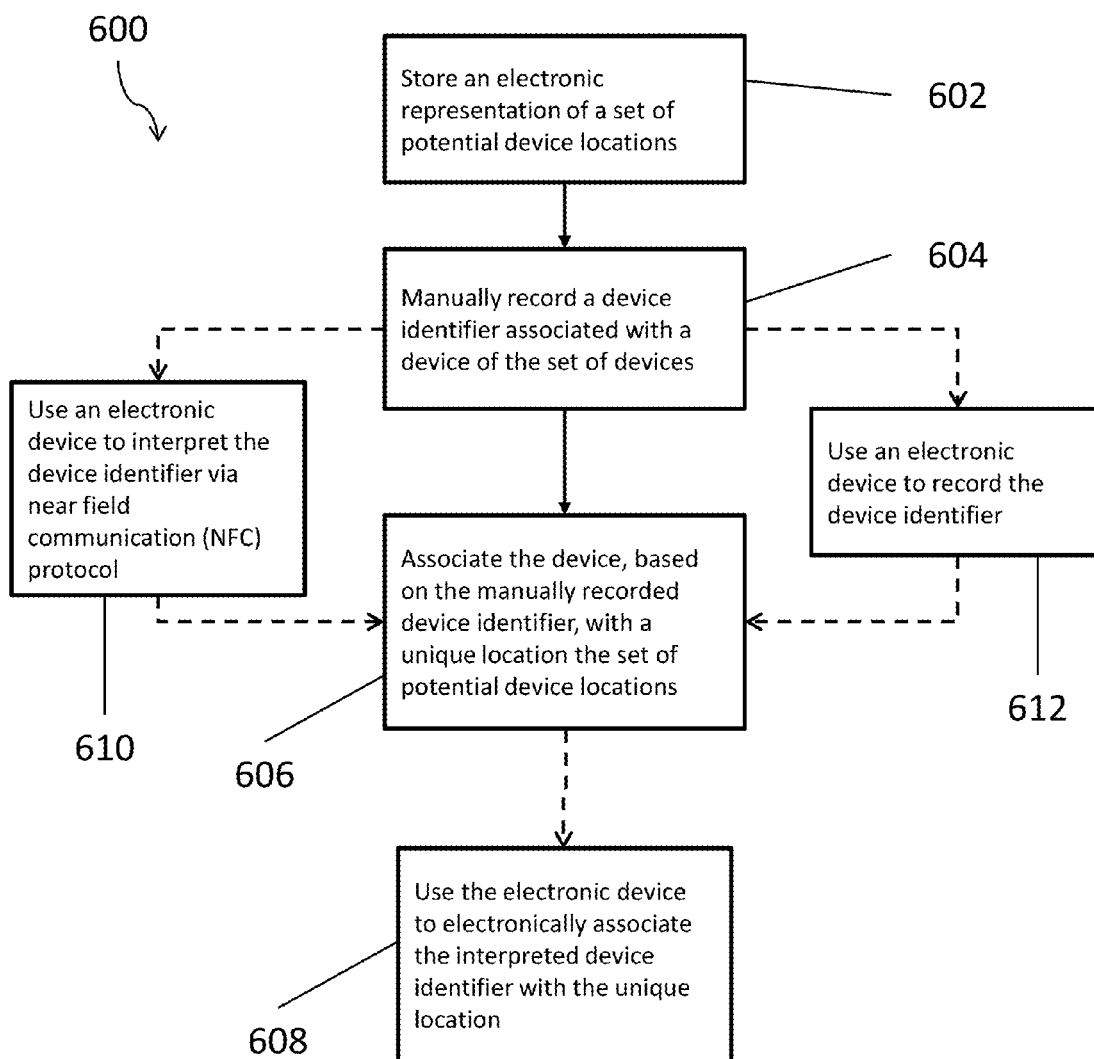 600
Store an electronic
representation of a set of
potential device locations
602
604
Manually record a device
identifier associated with a
device of the set of devices
Use an electronic
device to interpret the
device identifier via
near field
communication (NFC)
protocol
Use an electronic
device to record the
device identifier
Associate the device, based
on the manually recorded
device identifier, with a
unique location the set of
potential device locations
610
606
612
Use the electronic device
to electronically associate
the interpreted device
identifier with the unique
location
608